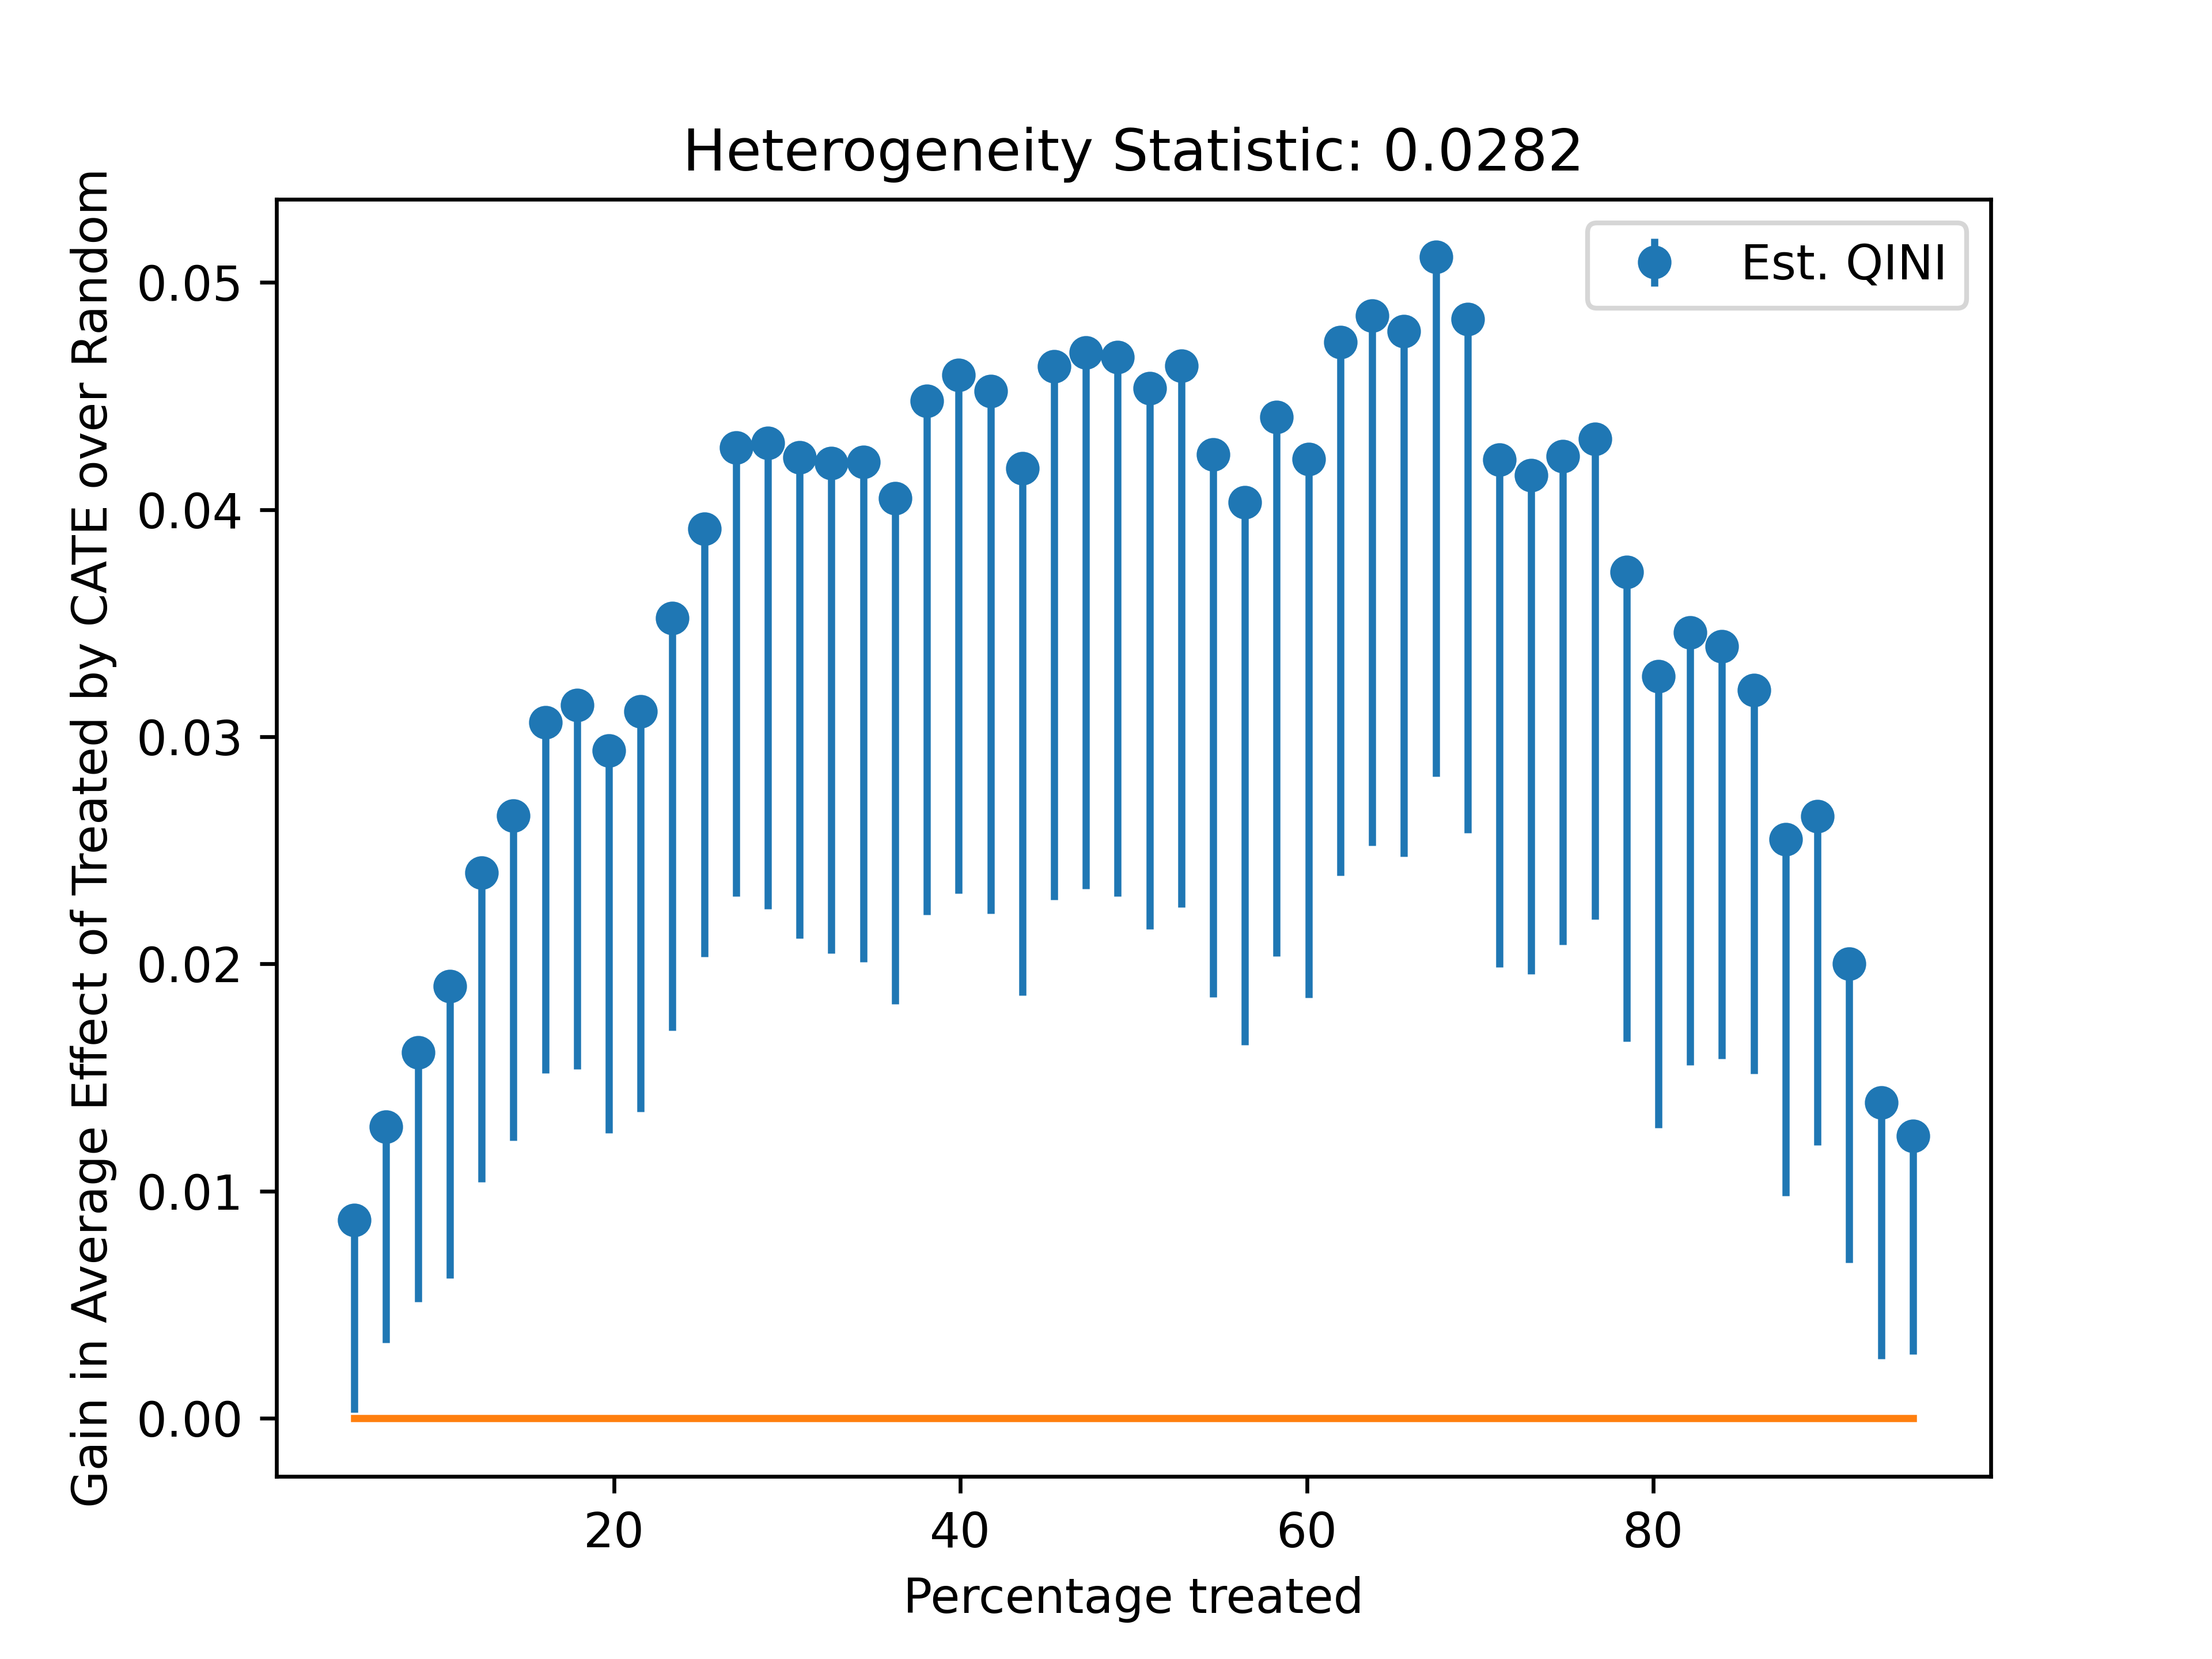 Heterogeneity Statistic: 0.0282
Est. QINI
Gain in Average Effect of Treated by CATE over Random
0.05
0.04
0.03
0.02
0.01
0.00
20 40 60 80
Percentage treated